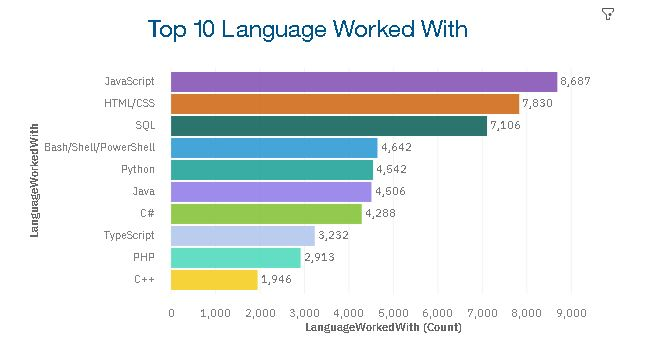 Top 10 Language Worked With
LanguageWorkedWith
JavaScript 8,687
HTML/CSS 7,830
SQL 7,106
Bash/Shell/PowerShell 4,642
Python 4,542
Java 4,506
C# 4,288
TypeScript 3,232
PHP 2,913
C++ 1,946
0 1,000 2,000 3,000 4,000 5,000 6,000 7,000 8,000 9,000
LanguageWorkedWith (Count)